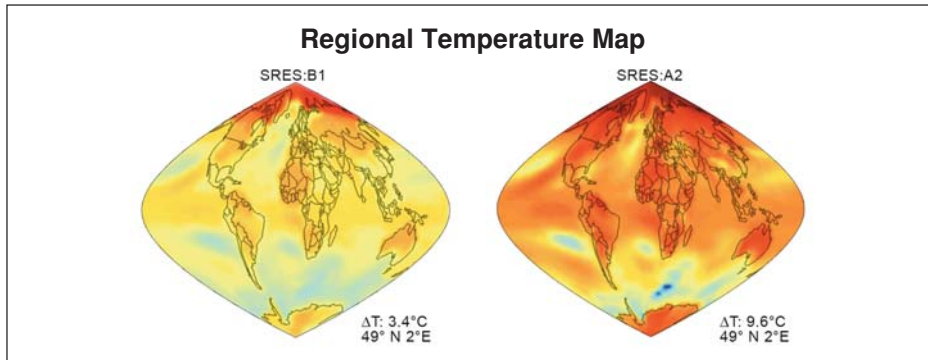 Regional Temperature Map
SRES:B1
SRES:A2
ΔT: 3.4°C
49° N 2°E
ΔT: 9.6°C
49° N 2°E